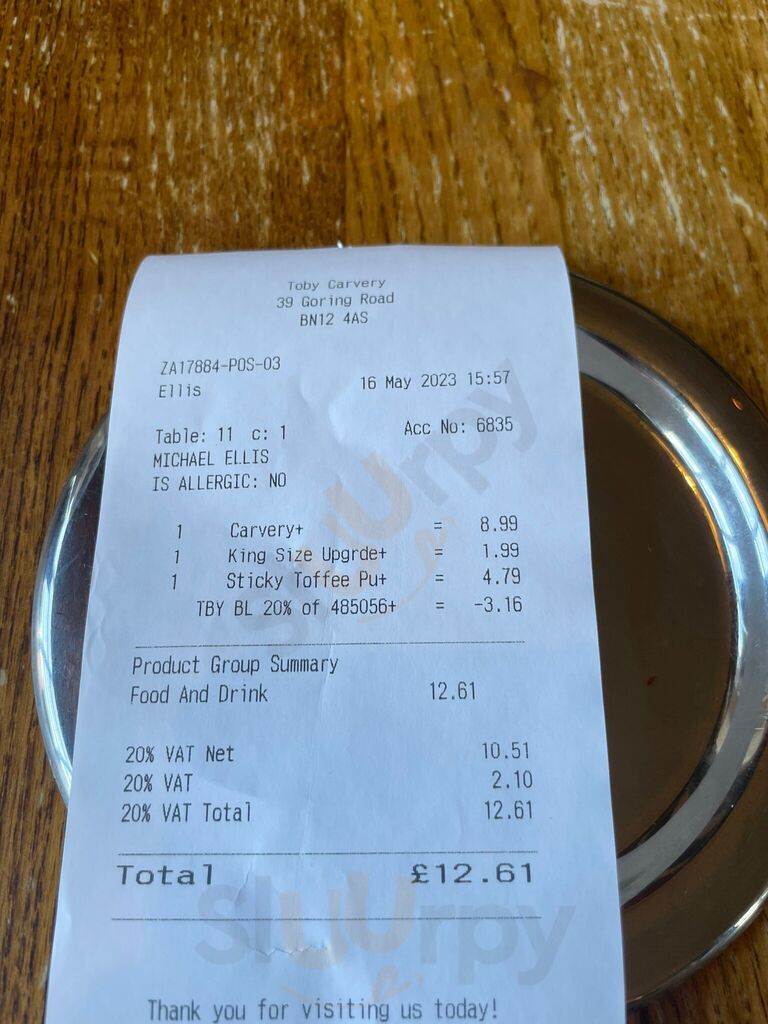 Toby Carvery
39 Goring Road
BN12 4AS
ZA17884-POS-03
Ellis 16 May 2023 15:57
Table: 11 c: 1 Acc No: 6835
MICHAEL ELLIS
IS ALLERGIC: NO
1 Carvery+ = 8.99
1 King Size Upgrde+ = 1.99
1 Sticky Toffee Pu+ = 4.79
TBY BL 20% of 485056+ = -3.16
Product Group Summary
Food And Drink 12.61
20% VAT Net 10.51
20% VAT 2.10
20% VAT Total 12.61
Total £12.61
Thank you for visiting us today!
Sluurpy
Sluurpy